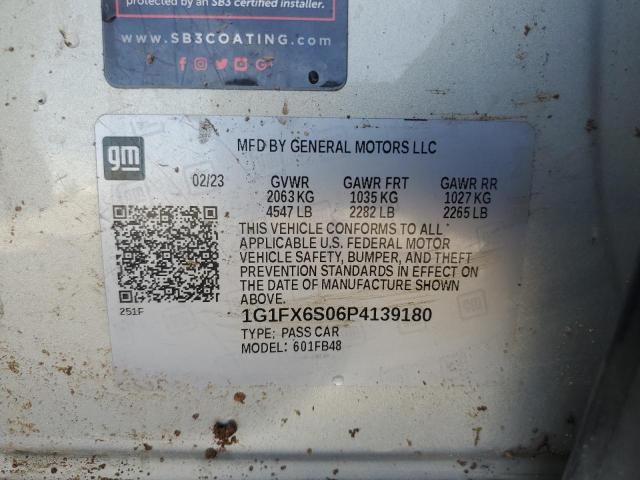 protected by an SB3 certified installer.
WWW.SB3COATING.com
gm
MFD BY GENERAL MOTORS LLC
02/23 GVWR GAWR FRT GAWR RR
2063 KG 1035 KG 1027 KG
4547 LB 2282 LB 2265 LB
THIS VEHICLE CONFORMS TO ALL
APPLICABLE U.S. FEDERAL MOTOR
VEHICLE SAFETY, BUMPER, AND THEFT
PREVENTION STANDARDS IN EFFECT ON
THE DATE OF MANUFACTURE SHOWN
ABOVE.
251F
1G1FX6S06P4139180
TYPE: PASS CAR
MODEL: 601FB48